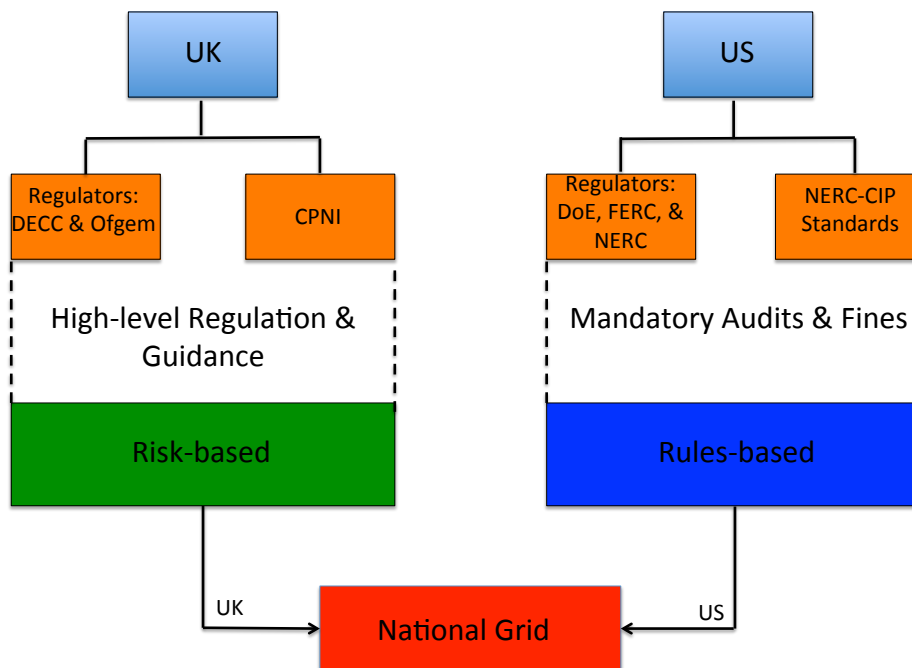 UK
US
Regulators:
DECC & Ofgem
CPNI
Regulators:
DoE, FERC, &
NERC
NERC-CIP
Standards
High-level Regulation &
Guidance
Mandatory Audits & Fines
Risk-based
Rules-based
UK
US
National Grid